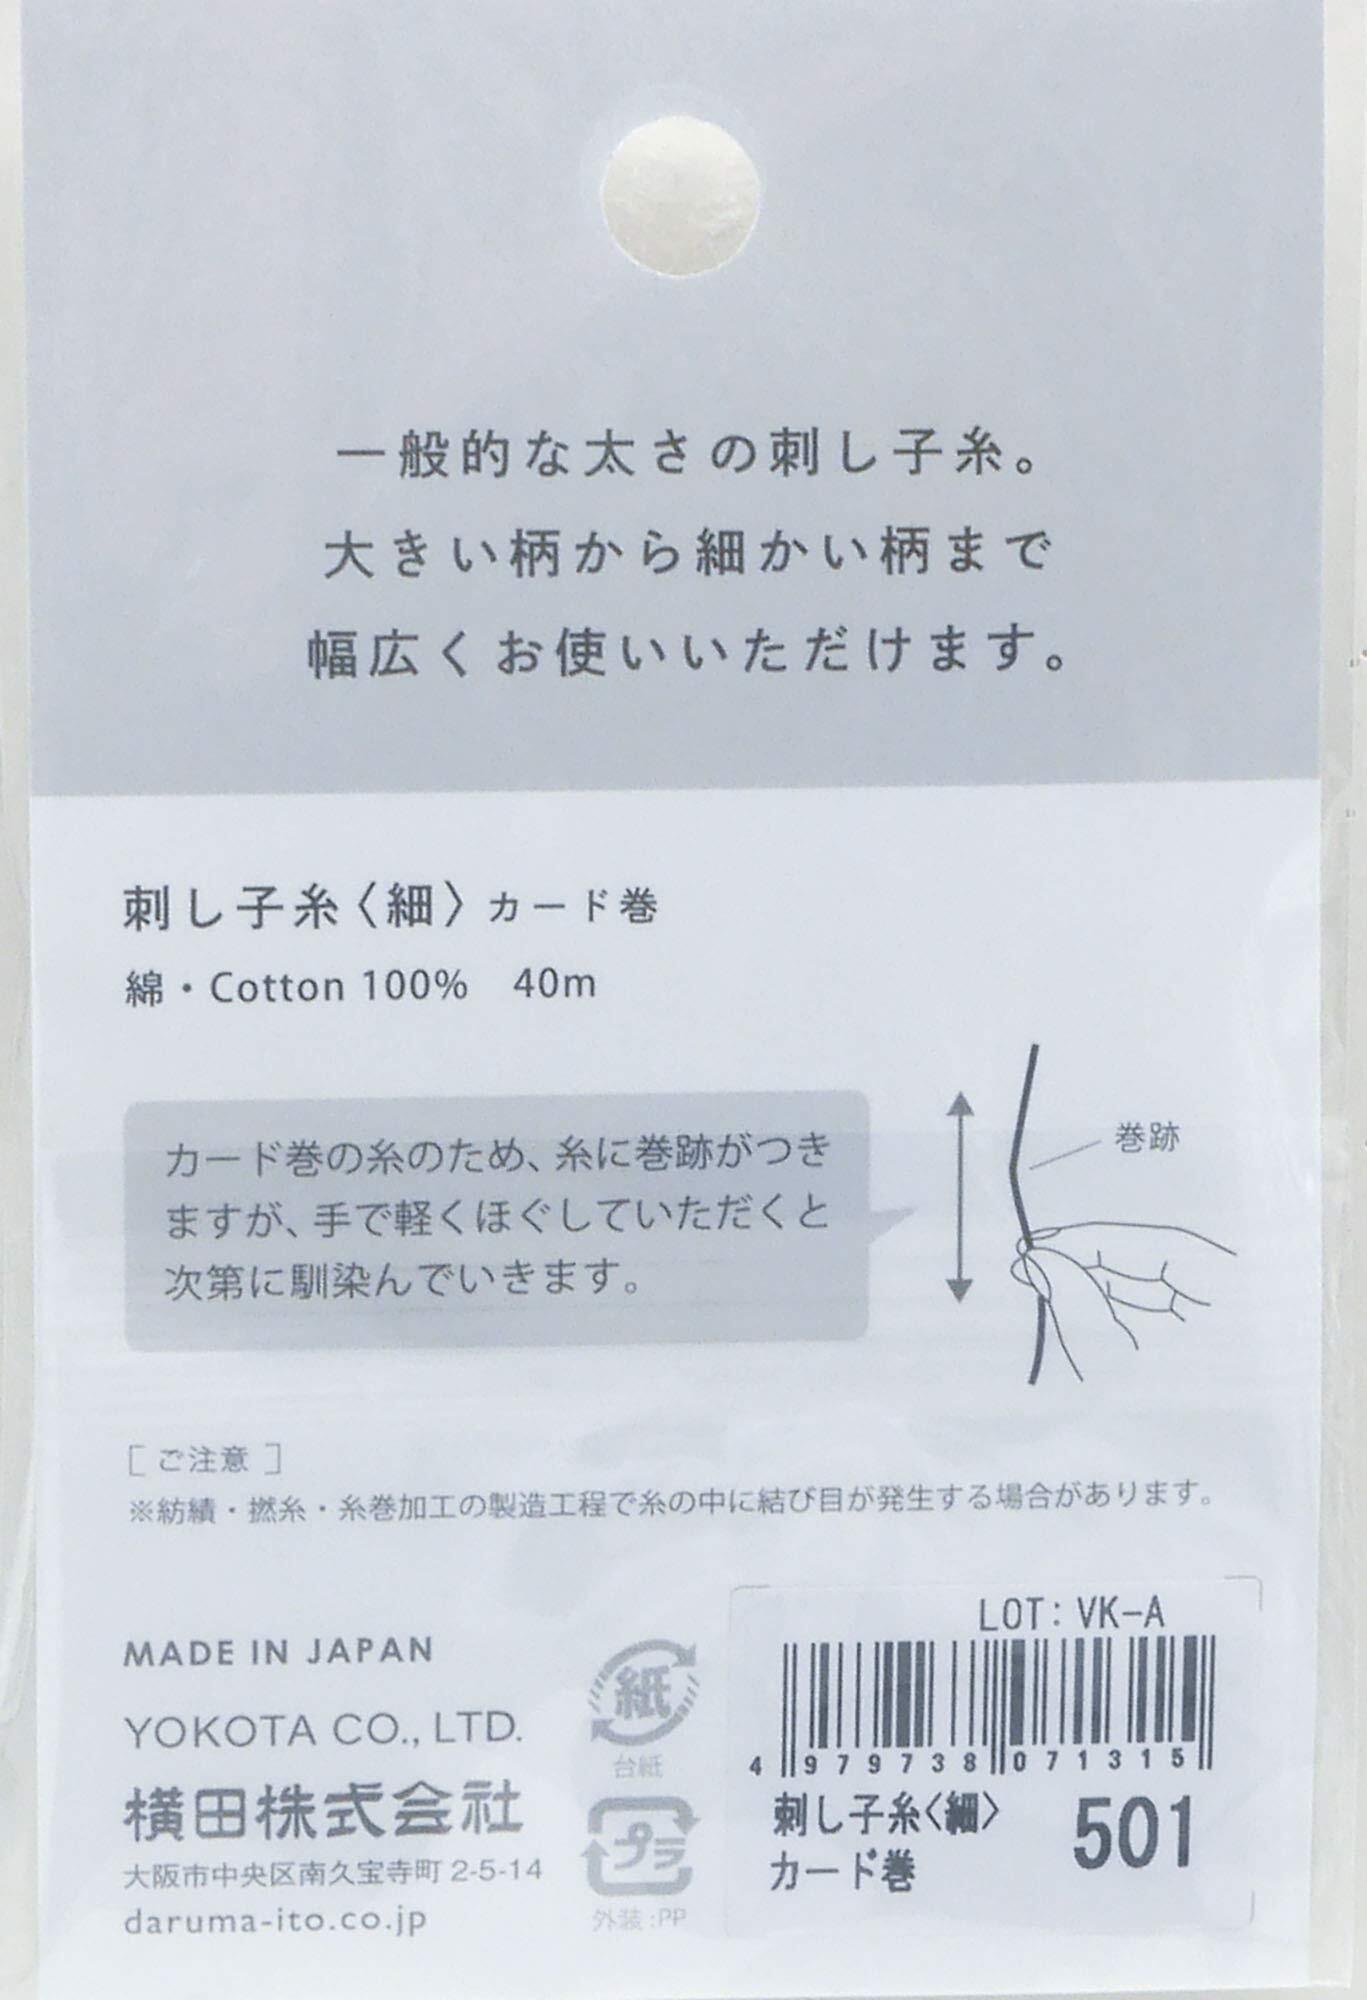 一般的な太さの刺し子糸。
大きい柄から細かい柄まで
幅広くお使いいただけます。
刺し子糸〈細〉カード巻
綿・Cotton 100%　40m
カード巻の糸のため、糸に巻跡がつき
ますが、手で軽くほぐしていただくと
次第に馴染んでいきます。
巻跡
［ご注意］
※紡績・撚糸・糸巻加工の製造工程で糸の中に結び目が発生する場合があります。
MADE IN JAPAN
YOKOTA CO., LTD.
横田株式会社
大阪市中央区南久宝寺町 2-5-14
daruma-ito.co.jp
紙
台紙
プラ
外装:PP
LOT: VK-A
4 979738 071315
刺し子糸〈細〉
カード巻
501